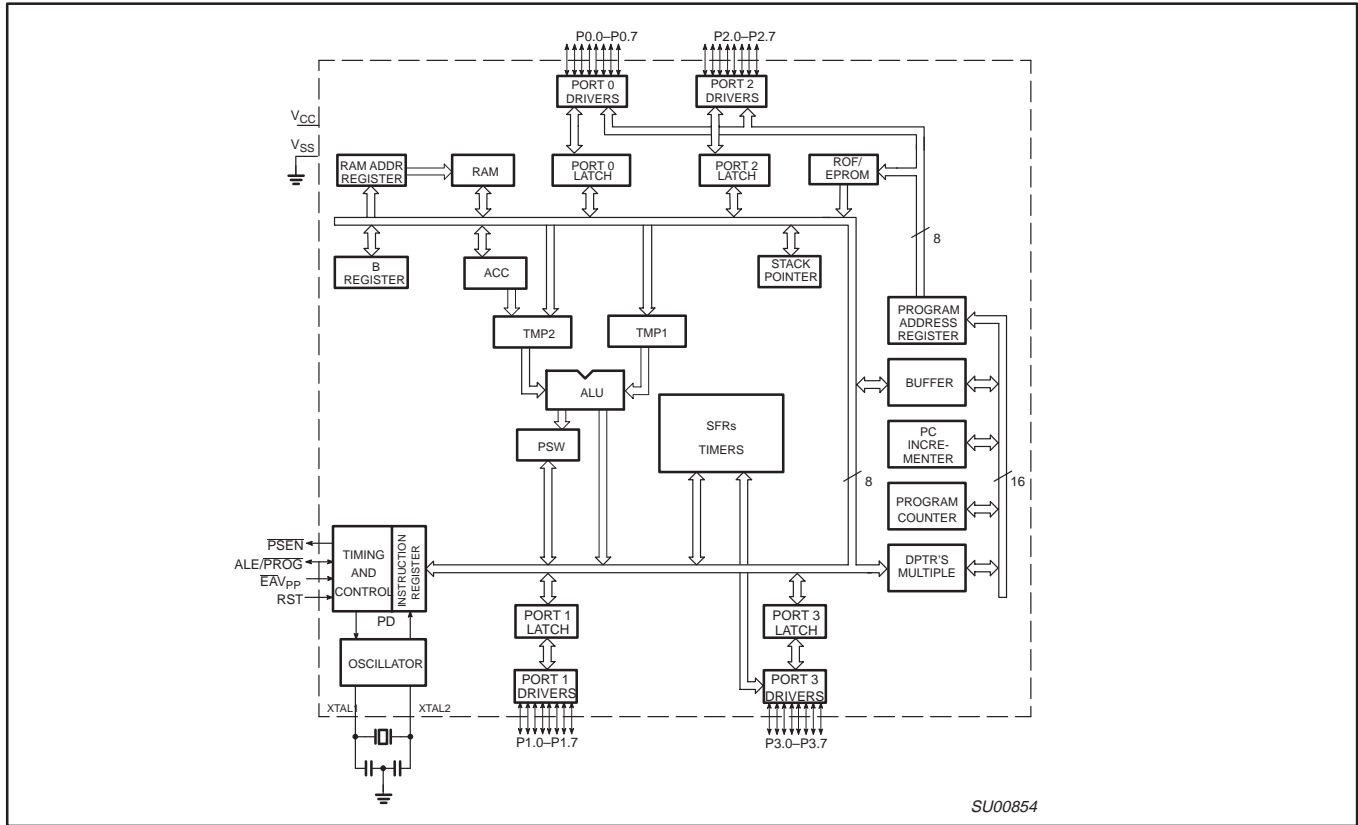 P0.0–P0.7
P2.0–P2.7
PORT 0
DRIVERS
PORT 2
DRIVERS
VCC
VSS
RAM ADDR
REGISTER
RAM
PORT 0
LATCH
PORT 2
LATCH
ROF/
EPROM
8
B
REGISTER
ACC
STACK
POINTER
PROGRAM
ADDRESS
REGISTER
TMP2
TMP1
ALU
BUFFER
SFRs
TIMERS
PSW
PC
INCRE-
MENTER
8
16
PROGRAM
COUNTER
PSEN
ALE/PROG
EAVPP
RST
TIMING
AND
CONTROL
INSTRUCTION
REGISTER
DPTR'S
MULTIPLE
PD
PORT 1
LATCH
PORT 3
LATCH
OSCILLATOR
PORT 1
DRIVERS
PORT 3
DRIVERS
XTAL1
XTAL2
P1.0–P1.7
P3.0–P3.7
SU00854